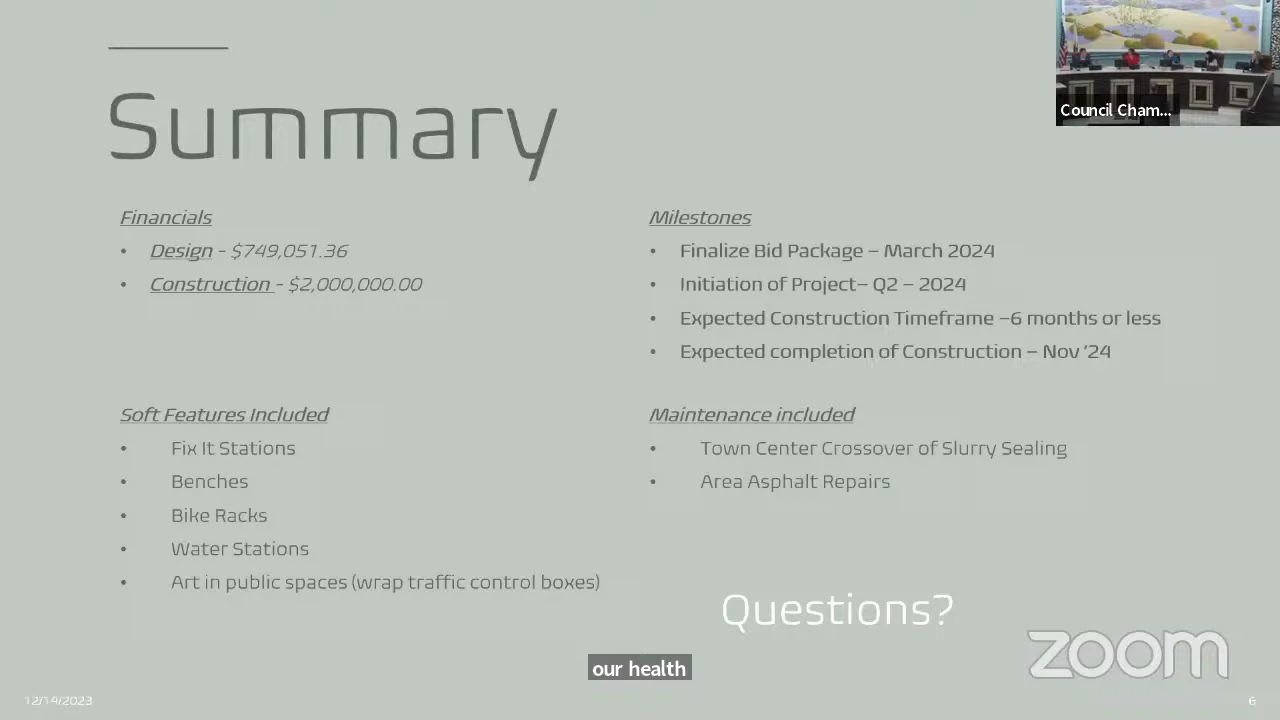 Council Cham...
Summary
Financials
• Design - $749,051.36
• Construction - $2,000,000.00
Milestones
• Finalize Bid Package – March 2024
• Initiation of Project– Q2 – 2024
• Expected Construction Timeframe –6 months or less
• Expected completion of Construction – Nov '24
Soft Features Included
• Fix It Stations
• Benches
• Bike Racks
• Water Stations
• Art in public spaces (wrap traffic control boxes)
Maintenance included
• Town Center Crossover of Slurry Sealing
• Area Asphalt Repairs
Questions?
zoom
our health
12/14/2023
6